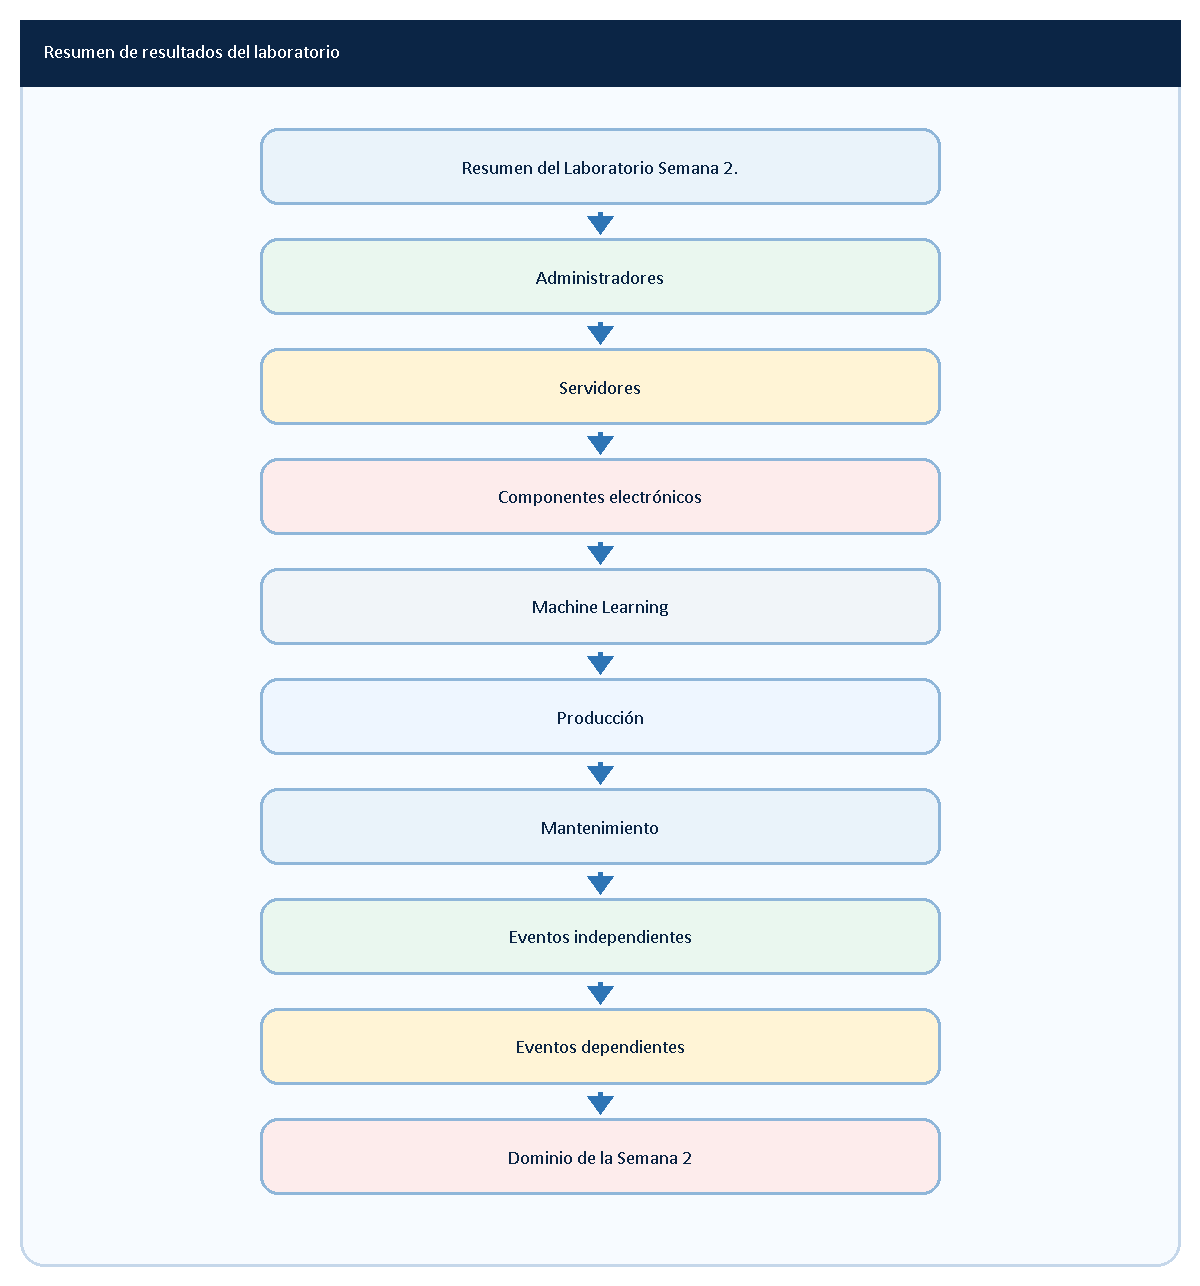 Resumen de resultados del laboratorio
Resumen del Laboratorio Semana 2.
Administradores
Servidores
Componentes electrónicos
Machine Learning
Producción
Mantenimiento
Eventos independientes
Eventos dependientes
Dominio de la Semana 2